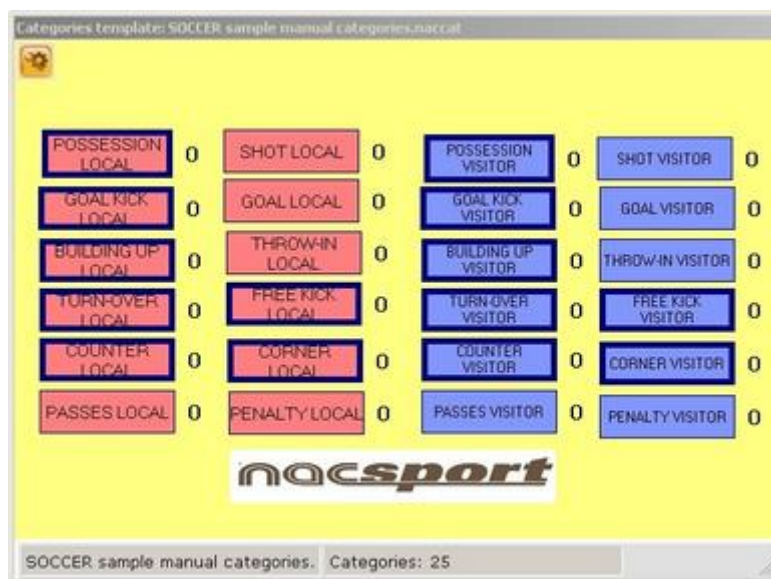 Categories template: SOCCER sample manual categories.naccat
POSSESSION
LOCAL
0
SHOT LOCAL
0
POSSESSION
VISITOR
0
SHOT VISITOR
0
GOAL KICK
LOCAL
0
GOAL LOCAL
0
GOAL KICK
VISITOR
0
GOAL VISITOR
0
BUILDING UP
LOCAL
0
THROW-IN
LOCAL
0
BUILDING UP
VISITOR
0
THROW-IN VISITOR
0
TURN-OVER
LOCAL
0
FREE KICK
LOCAL
0
TURN-OVER
VISITOR
0
FREE KICK
VISITOR
0
COUNTER
LOCAL
0
CORNER
LOCAL
0
COUNTER
VISITOR
0
CORNER VISITOR
0
PASSES LOCAL
0
PENALTY LOCAL
0
PASSES VISITOR
0
PENALTY VISITOR
0
nacsport
SOCCER sample manual categories.
Categories: 25